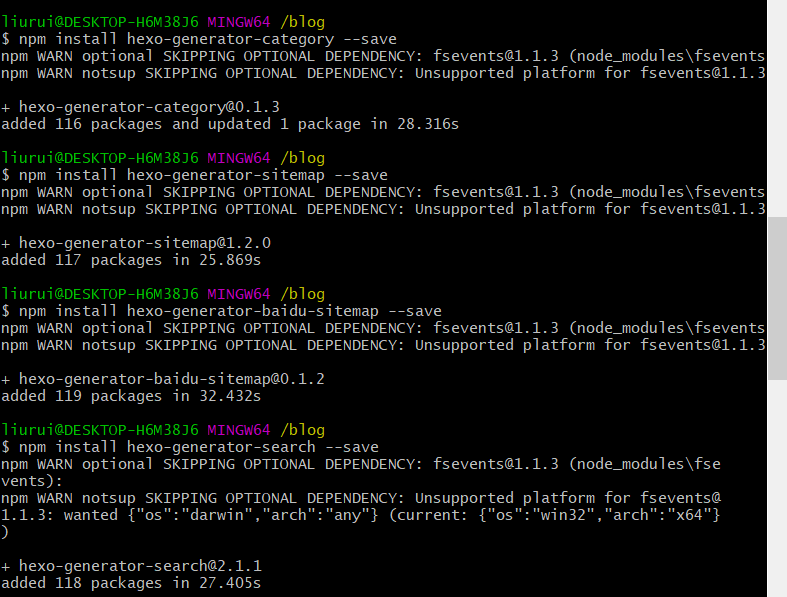 liurui@DESKTOP-H6M38J6 MINGW64 /blog
$ npm install hexo-generator-category --save
npm WARN optional SKIPPING OPTIONAL DEPENDENCY: fsevents@1.1.3 (node_modules\fsevents
npm WARN notsup SKIPPING OPTIONAL DEPENDENCY: Unsupported platform for fsevents@1.1.3
+ hexo-generator-category@0.1.3
added 116 packages and updated 1 package in 28.316s
liurui@DESKTOP-H6M38J6 MINGW64 /blog
$ npm install hexo-generator-sitemap --save
npm WARN optional SKIPPING OPTIONAL DEPENDENCY: fsevents@1.1.3 (node_modules\fsevents
npm WARN notsup SKIPPING OPTIONAL DEPENDENCY: Unsupported platform for fsevents@1.1.3
+ hexo-generator-sitemap@1.2.0
added 117 packages in 25.869s
liurui@DESKTOP-H6M38J6 MINGW64 /blog
$ npm install hexo-generator-baidu-sitemap --save
npm WARN optional SKIPPING OPTIONAL DEPENDENCY: fsevents@1.1.3 (node_modules\fsevents
npm WARN notsup SKIPPING OPTIONAL DEPENDENCY: Unsupported platform for fsevents@1.1.3
+ hexo-generator-baidu-sitemap@0.1.2
added 119 packages in 32.432s
liurui@DESKTOP-H6M38J6 MINGW64 /blog
$ npm install hexo-generator-search --save
npm WARN optional SKIPPING OPTIONAL DEPENDENCY: fsevents@1.1.3 (node_modules\fse
vents):
npm WARN notsup SKIPPING OPTIONAL DEPENDENCY: Unsupported platform for fsevents@
1.1.3: wanted {"os":"darwin","arch":"any"} (current: {"os":"win32","arch":"x64"}
)
+ hexo-generator-search@2.1.1
added 118 packages in 27.405s